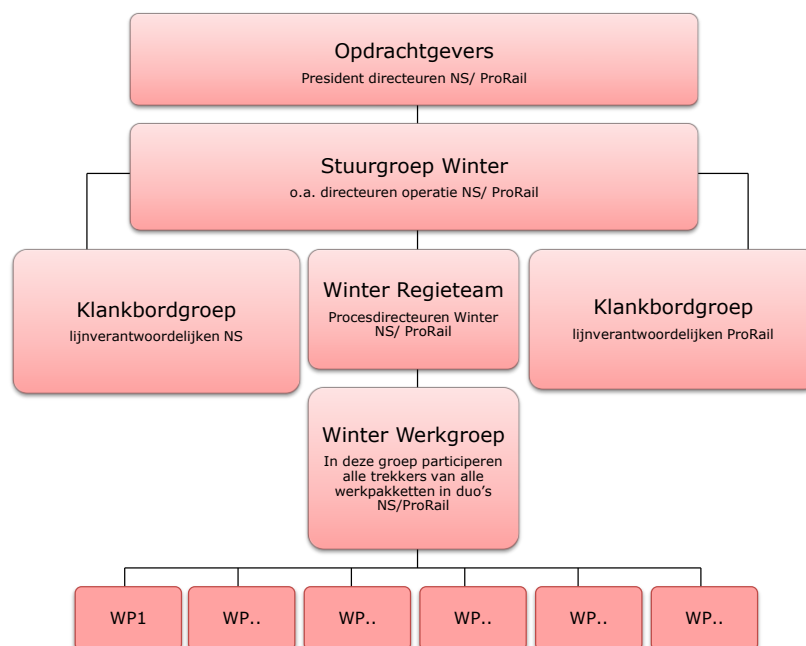 Opdrachtgevers
President directeuren NS/ ProRail
Stuurgroep Winter
o.a. directeuren operatie NS/ ProRail
Klankbordgroep
lijnverantwoordelijken NS
Winter Regieteam
Procesdirecteuren Winter
NS/ ProRail
Klankbordgroep
lijnverantwoordelijken ProRail
Winter Werkgroep
In deze groep participeren
alle trekkers van alle
werkpakketten in duo's
NS/ProRail
WP1
WP..
WP..
WP..
WP..
WP..